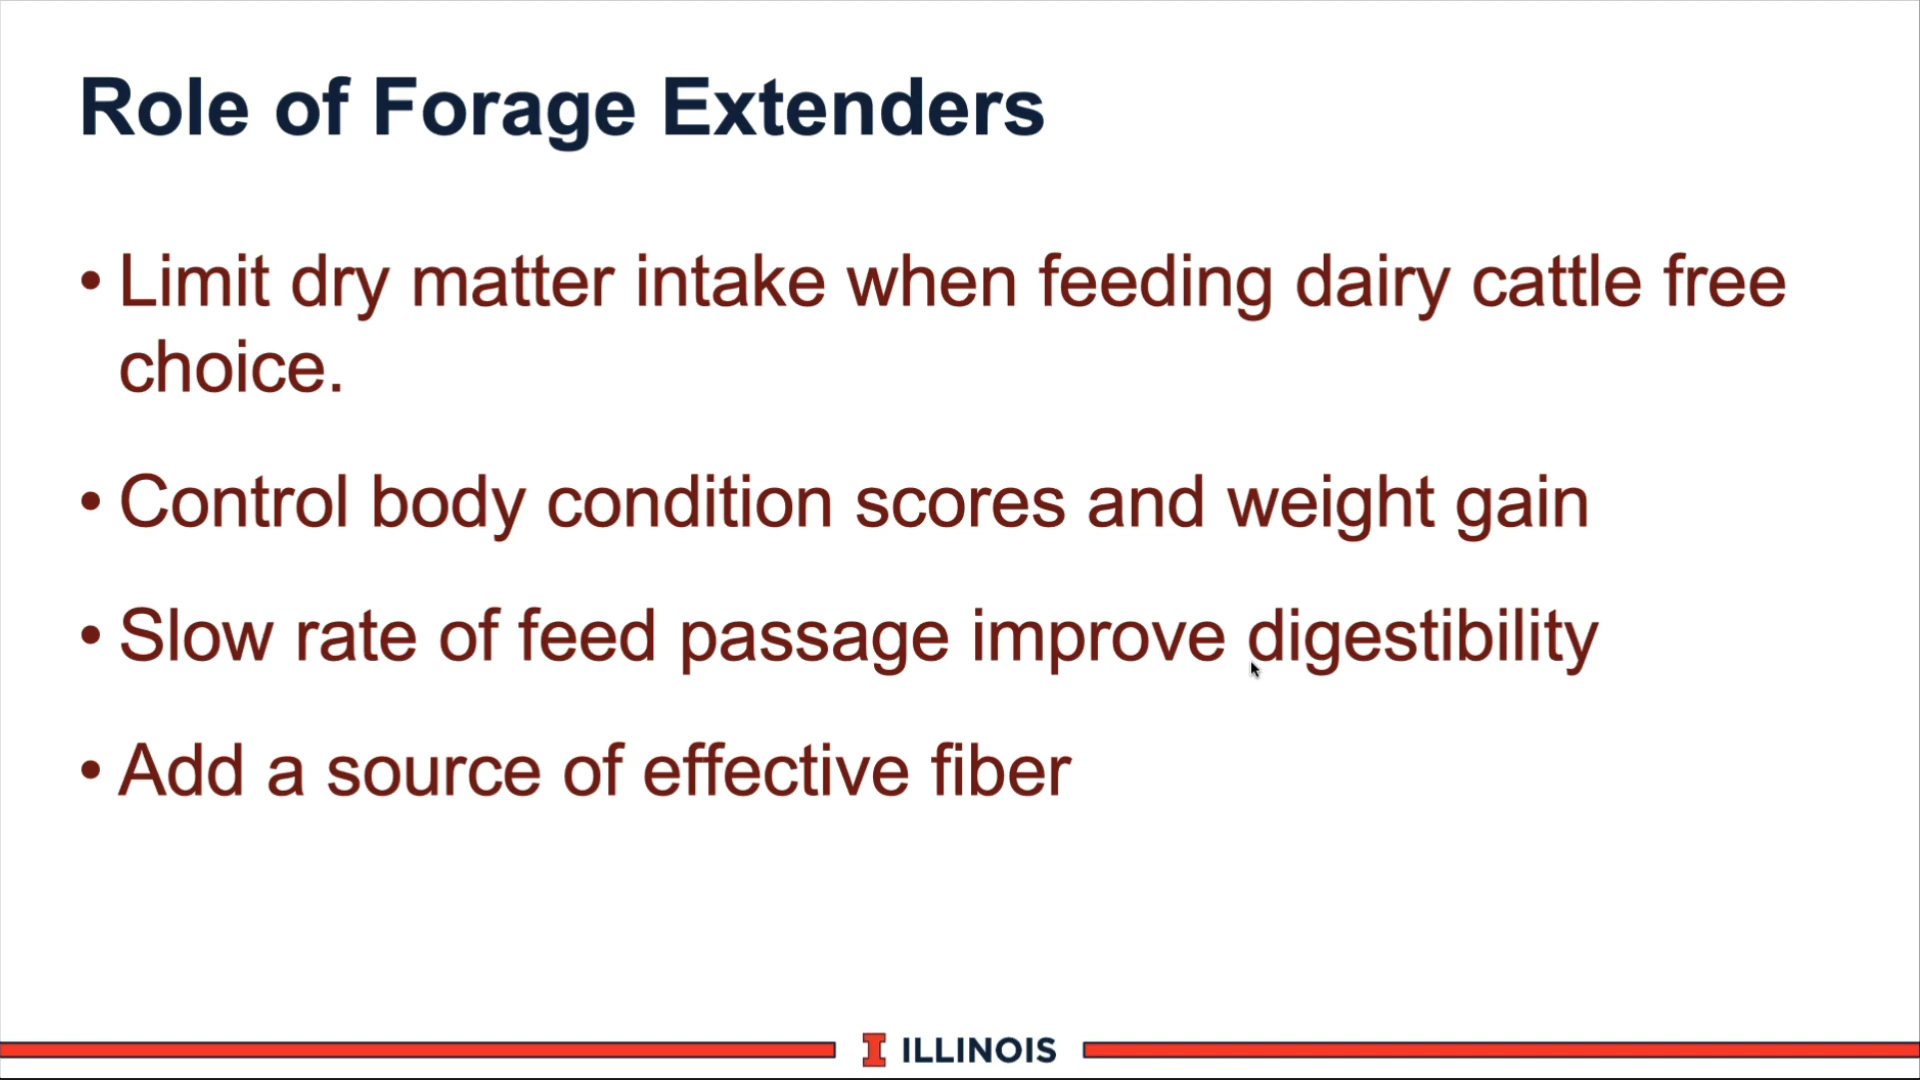 Role of Forage Extenders
• Limit dry matter intake when feeding dairy cattle free
choice.
• Control body condition scores and weight gain
• Slow rate of feed passage improve digestibility
• Add a source of effective fiber
I ILLINOIS